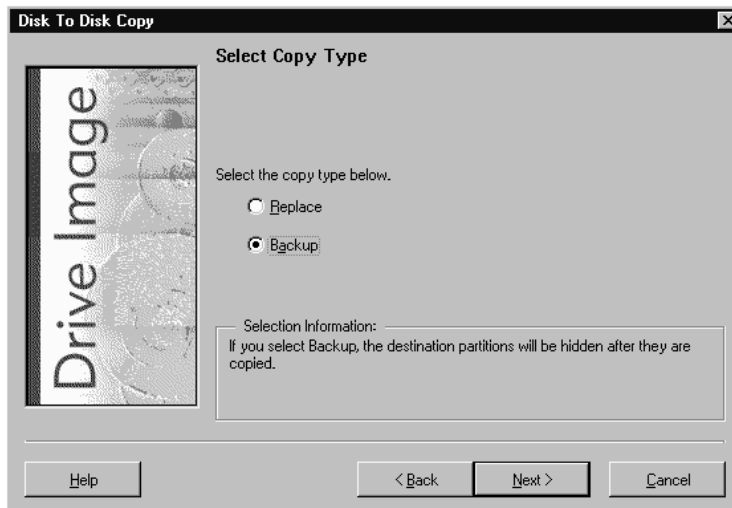 Disk To Disk Copy
Select Copy Type
Drive Image
Select the copy type below.
Replace
Backup
Selection Information:
If you select Backup, the destination partitions will be hidden after they are
copied.
Help
< Back
Next >
Cancel